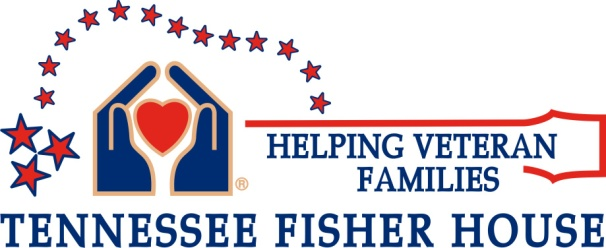 HELPING VETERAN
FAMILIES
®
TENNESSEE FISHER HOUSE